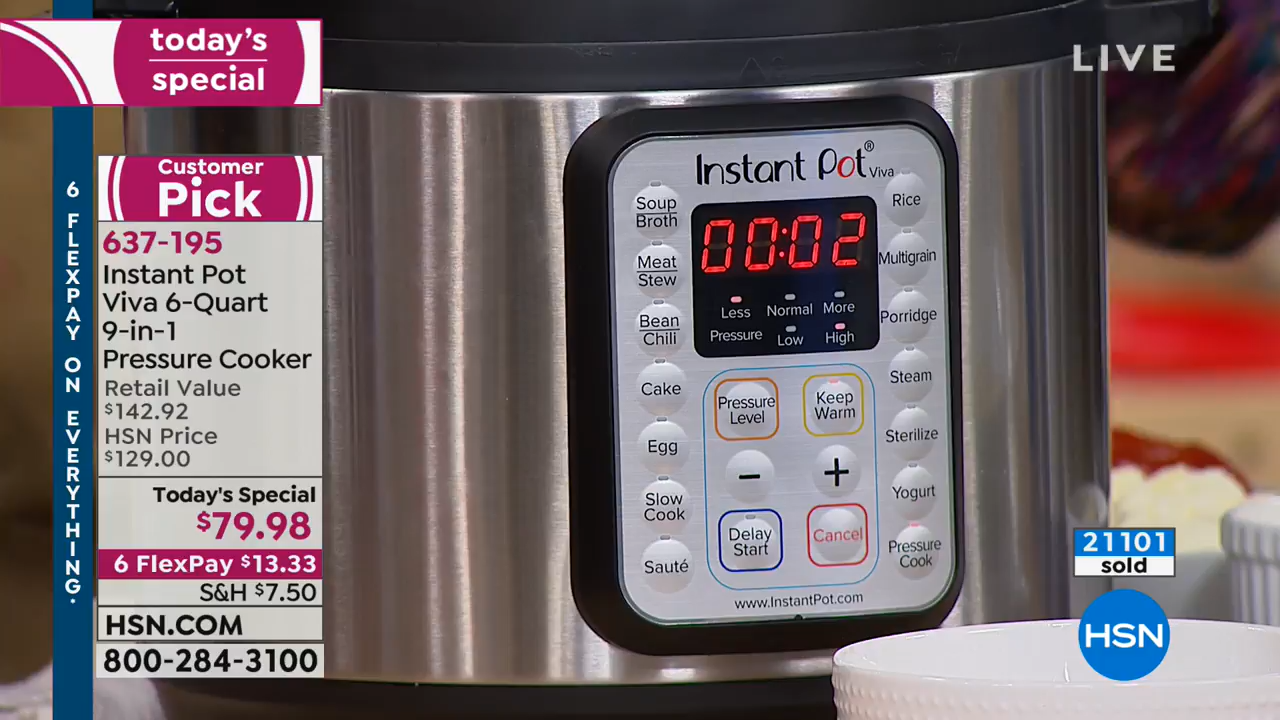 today's
special
LIVE
6 FLEXPAY ON EVERYTHING.
Customer
Pick
637-195
Instant Pot
Viva 6-Quart
9-in-1
Pressure Cooker
Retail Value
$142.92
HSN Price
$129.00
Today's Special
$79.98
6 FlexPay $13.33
S&H $7.50
HSN.COM
800-284-3100
Instant Pot®
Viva
Soup
Broth
Meat
Stew
Bean
Chili
Cake
Egg
Slow
Cook
Sauté
00:02
Less Normal More
Pressure Low High
Pressure
Level
Keep
Warm
-
+
Delay
Start
Cancel
Rice
Multigrain
Porridge
Steam
Sterilize
Yogurt
Pressure
Cook
www.InstantPot.com
21101
sold
HSN